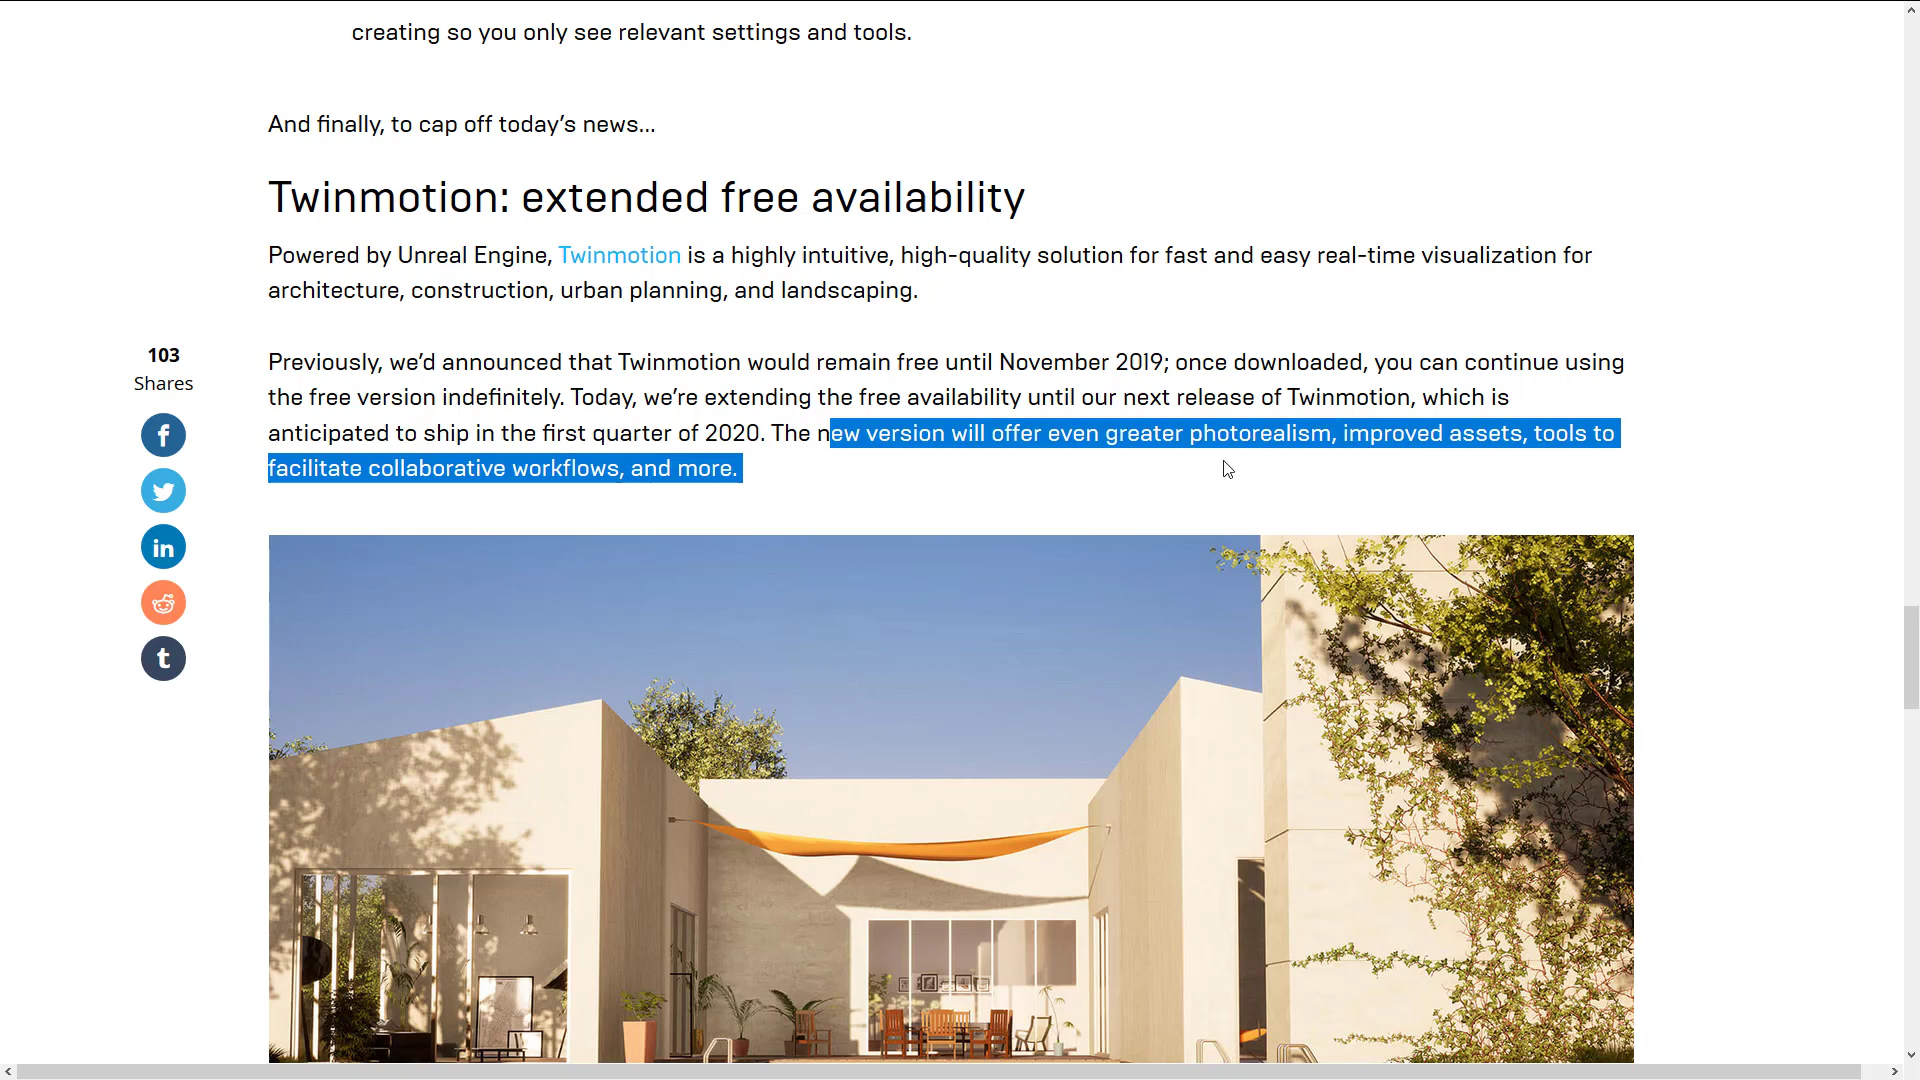 creating so you only see relevant settings and tools.
And finally, to cap off today’s news…
Twinmotion: extended free availability
Powered by Unreal Engine, Twinmotion is a highly intuitive, high-quality solution for fast and easy real-time visualization for
architecture, construction, urban planning, and landscaping.
103
Shares
Previously, we’d announced that Twinmotion would remain free until November 2019; once downloaded, you can continue using
the free version indefinitely. Today, we’re extending the free availability until our next release of Twinmotion, which is
anticipated to ship in the first quarter of 2020. The new version will offer even greater photorealism, improved assets, tools to
facilitate collaborative workflows, and more.